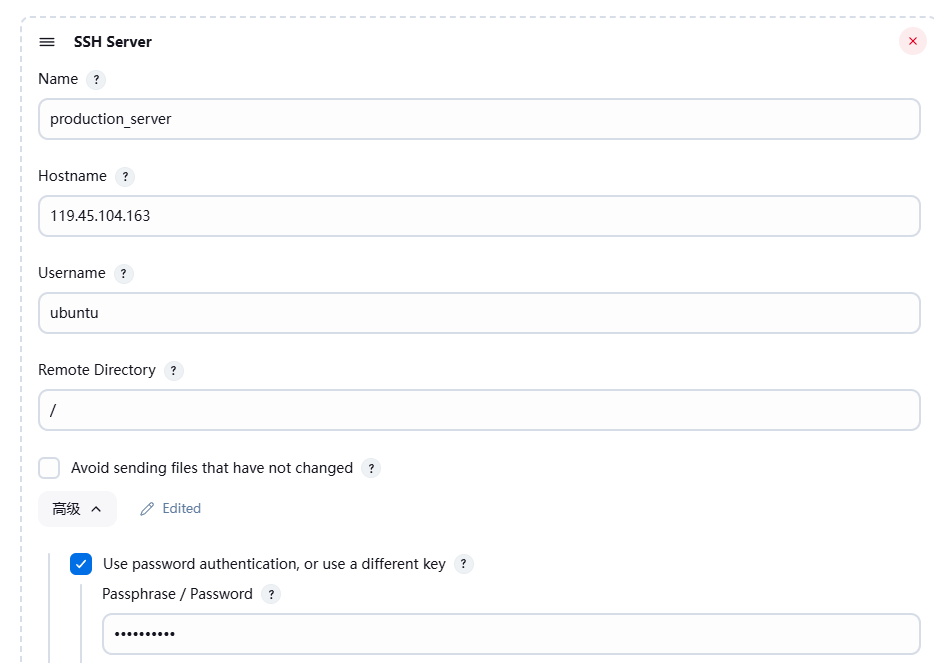 SSH Server
Name ?
production_server
Hostname ?
119.45.104.163
Username ?
ubuntu
Remote Directory ?
/
Avoid sending files that have not changed ?
高级 Edited
Use password authentication, or use a different key ?
Passphrase / Password ?
••••••••••